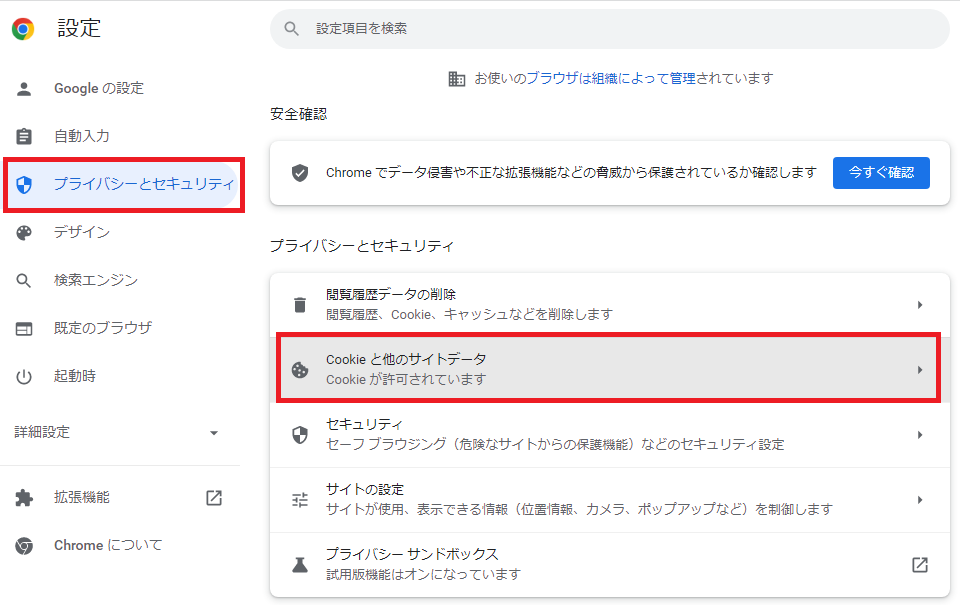 設定
設定項目を検索
Google の設定
自動入力
プライバシーとセキュリティ
デザイン
検索エンジン
既定のブラウザ
起動時
詳細設定
拡張機能
Chrome について
お使いのブラウザは組織によって管理されています
安全確認
Chrome でデータ侵害や不正な拡張機能などの脅威から保護されているか確認します
今すぐ確認
プライバシーとセキュリティ
閲覧履歴データの削除
閲覧履歴、Cookie、キャッシュなどを削除します
Cookie と他のサイトデータ
Cookie が許可されています
セキュリティ
セーフ ブラウジング（危険なサイトからの保護機能）などのセキュリティ設定
サイトの設定
サイトが使用、表示できる情報（位置情報、カメラ、ポップアップなど）を制御します
プライバシー サンドボックス
試用版機能はオンになっています